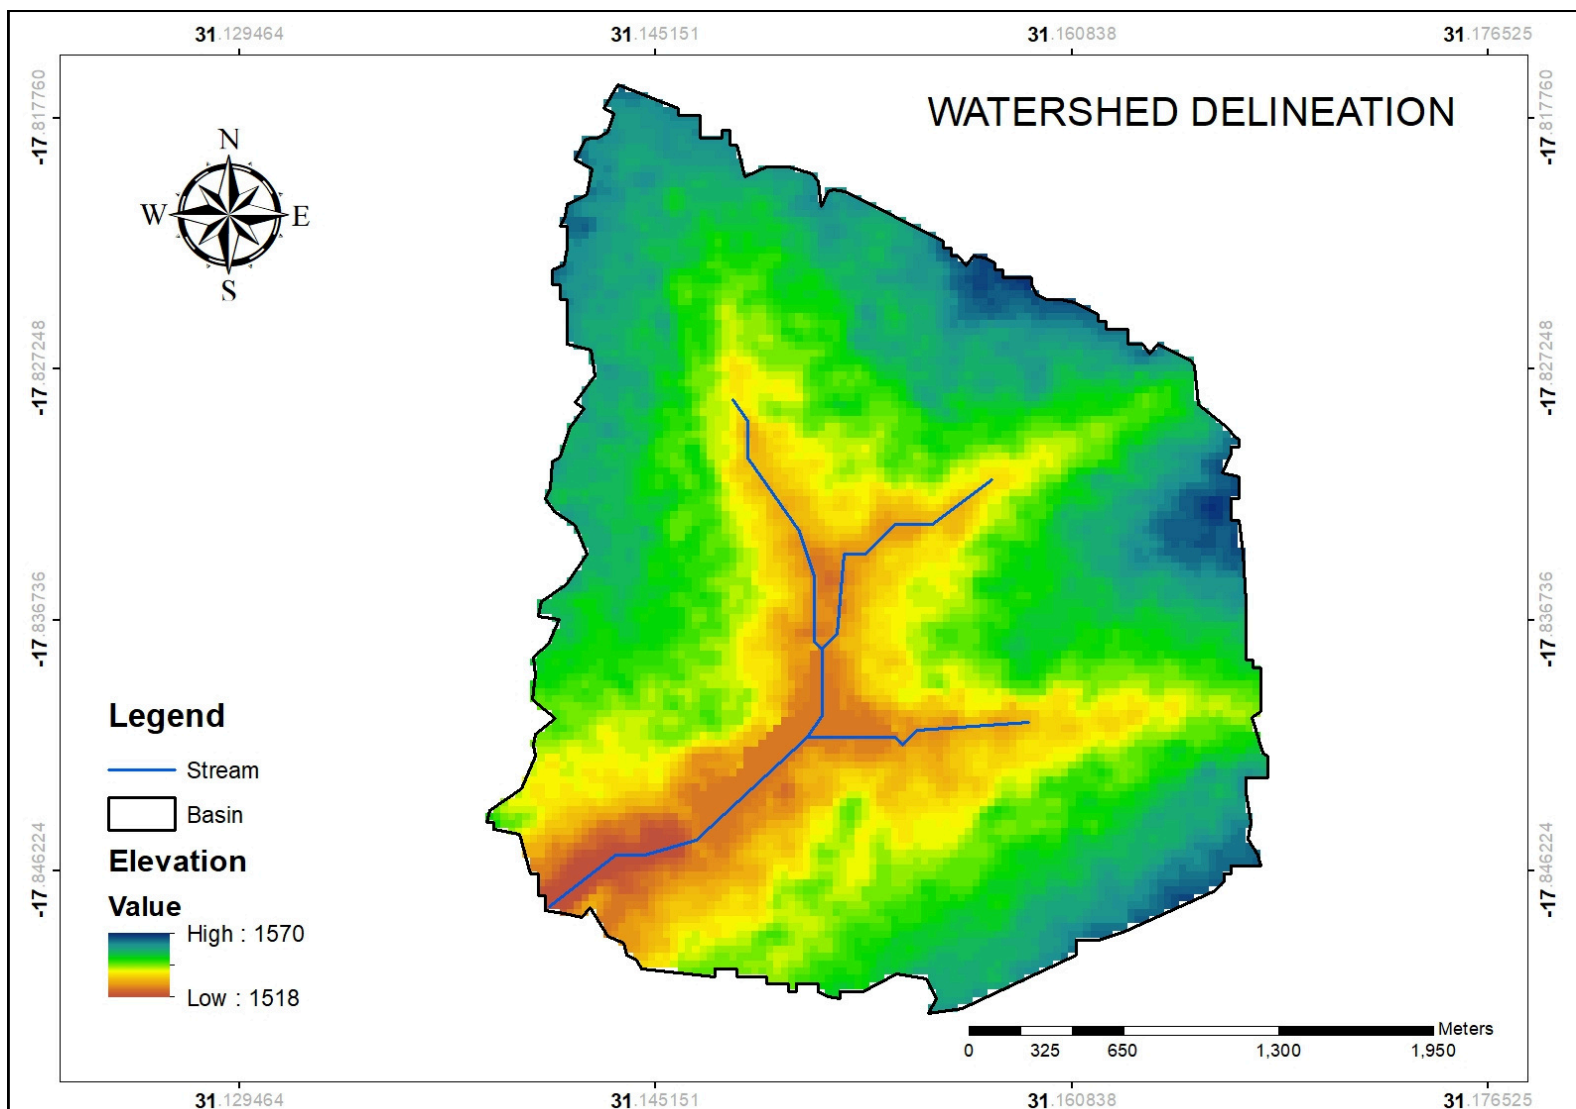 31.129464 31.145151 31.160838 31.176525
WATERSHED DELINEATION
-17.817760
-17.827248
-17.836736
-17.846224
N
W E
S
Legend
Stream
Basin
Elevation
Value
High : 1570
Low : 1518
-17.817760
-17.827248
-17.836736
-17.846224
Meters
0 325 650 1,300 1,950
31.129464 31.145151 31.160838 31.176525